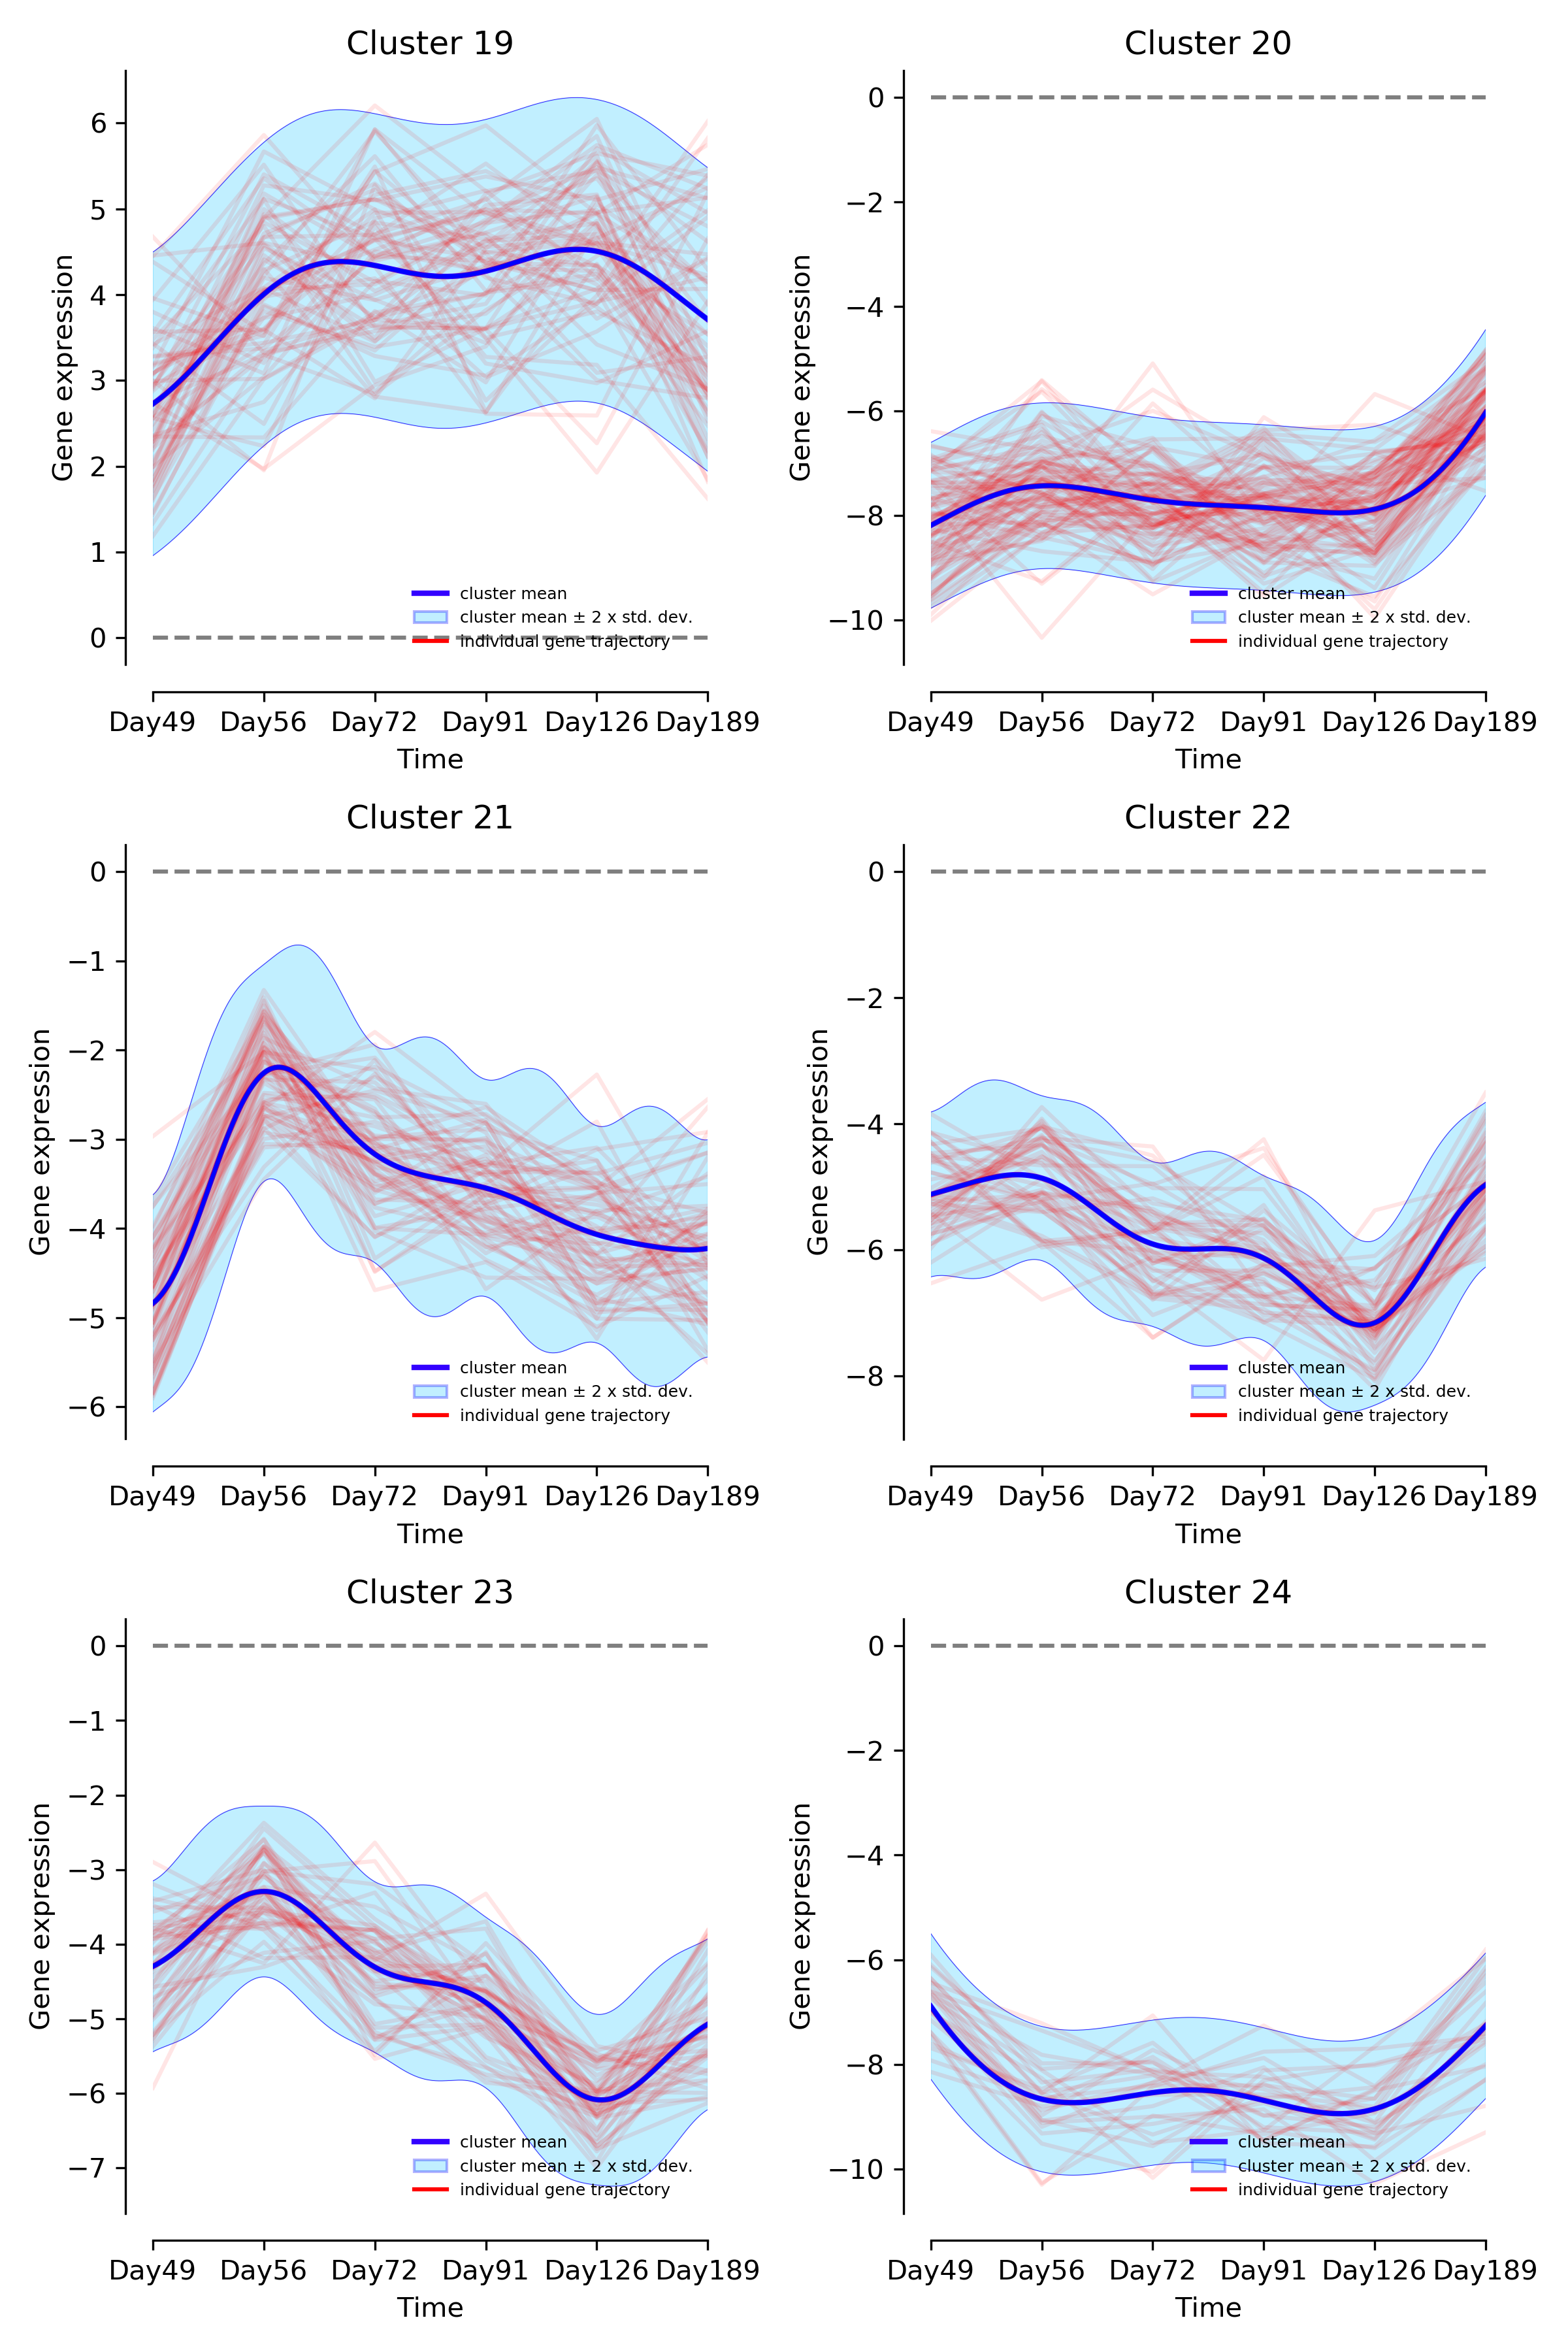 Cluster 19
Gene expression
6
5
4
3
2
1
0
cluster mean
cluster mean ± 2 x std. dev.
individual gene trajectory
Day49 Day56 Day72 Day91 Day126 Day189
Time
Cluster 20
Gene expression
0
−2
−4
−6
−8
−10
cluster mean
cluster mean ± 2 x std. dev.
individual gene trajectory
Day49 Day56 Day72 Day91 Day126 Day189
Time
Cluster 21
Gene expression
0
−1
−2
−3
−4
−5
−6
cluster mean
cluster mean ± 2 x std. dev.
individual gene trajectory
Day49 Day56 Day72 Day91 Day126 Day189
Time
Cluster 22
Gene expression
0
−2
−4
−6
−8
cluster mean
cluster mean ± 2 x std. dev.
individual gene trajectory
Day49 Day56 Day72 Day91 Day126 Day189
Time
Cluster 23
Gene expression
0
−1
−2
−3
−4
−5
−6
−7
cluster mean
cluster mean ± 2 x std. dev.
individual gene trajectory
Day49 Day56 Day72 Day91 Day126 Day189
Time
Cluster 24
Gene expression
0
−2
−4
−6
−8
−10
cluster mean
cluster mean ± 2 x std. dev.
individual gene trajectory
Day49 Day56 Day72 Day91 Day126 Day189
Time